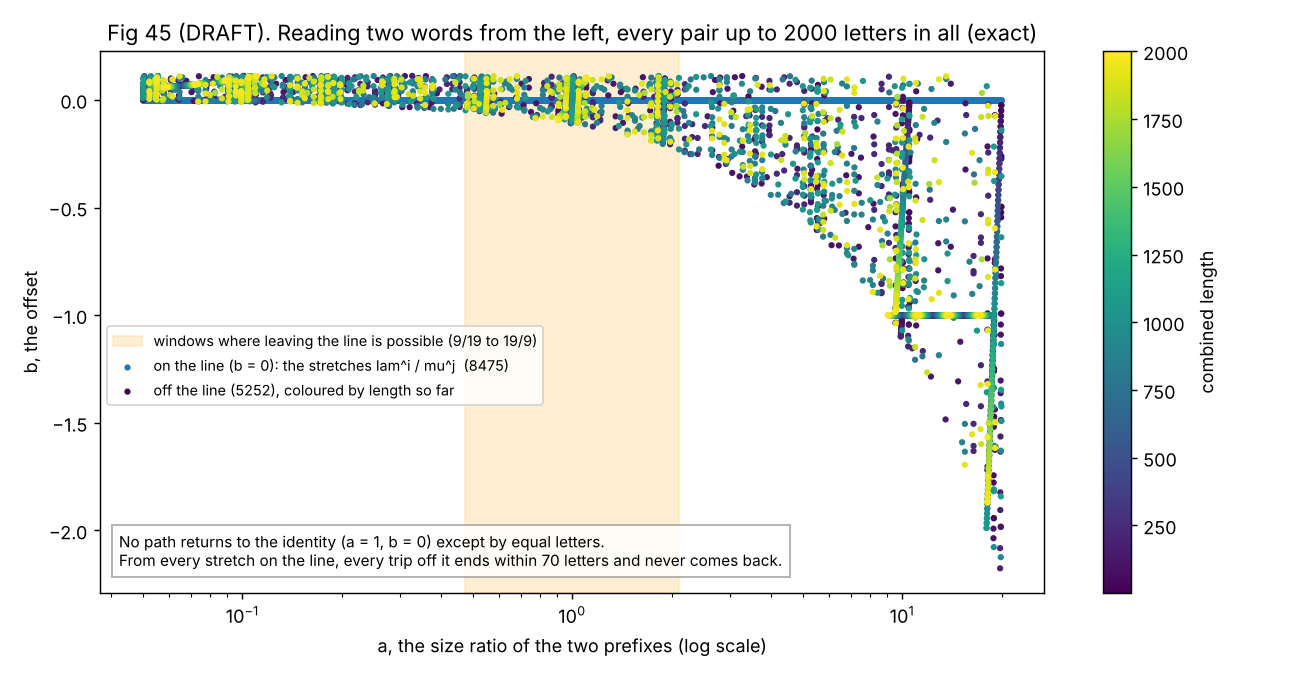 Fig 45 (DRAFT). Reading two words from the left, every pair up to 2000 letters in all (exact)
b, the offset
0.0
−0.5
−1.0
−1.5
−2.0
windows where leaving the line is possible (9/19 to 19/9)
on the line (b = 0): the stretches lam^i / mu^j (8475)
off the line (5252), coloured by length so far
No path returns to the identity (a = 1, b = 0) except by equal letters.
From every stretch on the line, every trip off it ends within 70 letters and never comes back.
10⁻¹
10⁰
10¹
a, the size ratio of the two prefixes (log scale)
2000
1750
1500
1250
1000
750
500
250
combined length